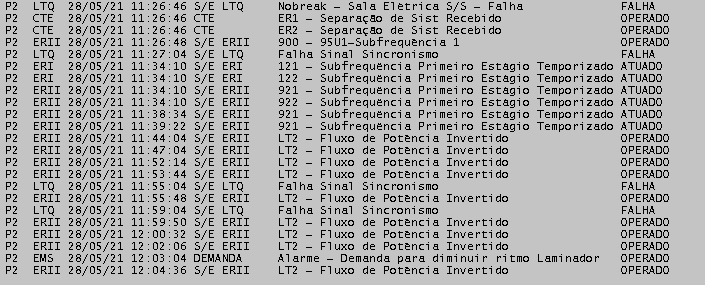 P2 LTQ 28/05/21 11:26:46 S/E LTQ Nobreak – Sala Elétrica S/S – Falha FALHA
P2 CTE 28/05/21 11:26:46 CTE ER1 – Separação de Sist Recebido OPERADO
P2 CTE 28/05/21 11:26:46 CTE ER2 – Separação de Sist Recebido OPERADO
P2 ERII 28/05/21 11:26:48 S/E ERII 900 – 95U1–Subfrequência 1 OPERADO
P2 LTQ 28/05/21 11:27:04 S/E LTQ Falha Sinal Sincronismo FALHA
P2 ERI 28/05/21 11:34:10 S/E ERI 121 – Subfrequência Primeiro Estágio Temporizado ATUADO
P2 ERI 28/05/21 11:34:10 S/E ERI 122 – Subfrequência Primeiro Estágio Temporizado ATUADO
P2 ERII 28/05/21 11:34:10 S/E ERII 921 – Subfrequência Primeiro Estágio Temporizado ATUADO
P2 ERII 28/05/21 11:34:10 S/E ERII 922 – Subfrequência Primeiro Estágio Temporizado ATUADO
P2 ERII 28/05/21 11:38:34 S/E ERII 921 – Subfrequência Primeiro Estágio Temporizado ATUADO
P2 ERII 28/05/21 11:39:22 S/E ERII 921 – Subfrequência Primeiro Estágio Temporizado ATUADO
P2 ERII 28/05/21 11:44:04 S/E ERII LT2 – Fluxo de Potência Invertido OPERADO
P2 ERII 28/05/21 11:47:04 S/E ERII LT2 – Fluxo de Potência Invertido OPERADO
P2 ERII 28/05/21 11:52:14 S/E ERII LT2 – Fluxo de Potência Invertido OPERADO
P2 ERII 28/05/21 11:53:44 S/E ERII LT2 – Fluxo de Potência Invertido OPERADO
P2 LTQ 28/05/21 11:55:04 S/E LTQ Falha Sinal Sincronismo FALHA
P2 ERII 28/05/21 11:55:48 S/E ERII LT2 – Fluxo de Potência Invertido OPERADO
P2 LTQ 28/05/21 11:59:04 S/E LTQ Falha Sinal Sincronismo FALHA
P2 ERII 28/05/21 11:59:50 S/E ERII LT2 – Fluxo de Potência Invertido OPERADO
P2 ERII 28/05/21 12:00:32 S/E ERII LT2 – Fluxo de Potência Invertido OPERADO
P2 ERII 28/05/21 12:02:06 S/E ERII LT2 – Fluxo de Potência Invertido OPERADO
P2 EMS 28/05/21 12:03:04 DEMANDA Alarme – Demanda para diminuir ritmo Laminador OPERADO
P2 ERII 28/05/21 12:04:36 S/E ERII LT2 – Fluxo de Potência Invertido OPERADO